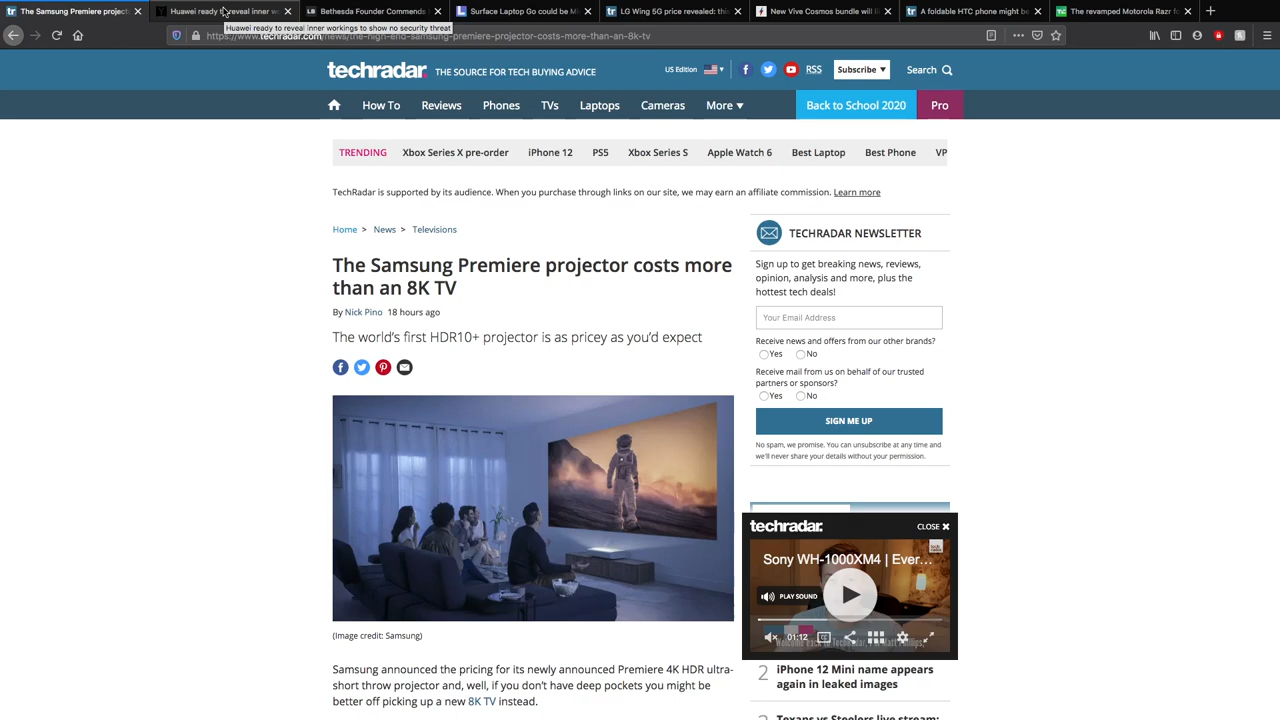 The Samsung Premiere project
Huawei ready to reveal inner wo
Bethesda Founder Commends
Surface Laptop Go could be Mi
LG Wing 5G price revealed: this
New Vive Cosmos bundle will l
A foldable HTC phone might be
The revamped Motorola Razr fo
Huawei ready to reveal inner workings to show no security threat
https://www.techradar.com/news/the-high-end-samsung-premiere-projector-costs-more-than-an-8k-tv
techradar. THE SOURCE FOR TECH BUYING ADVICE
US Edition
RSS
Subscribe
Search
How To
Reviews
Phones
TVs
Laptops
Cameras
More
Back to School 2020
Pro
TRENDING
Xbox Series X pre-order
iPhone 12
PS5
Xbox Series S
Apple Watch 6
Best Laptop
Best Phone
VP
TechRadar is supported by its audience. When you purchase through links on our site, we may earn an affiliate commission. Learn more
Home > News > Televisions
The Samsung Premiere projector costs more
than an 8K TV
By Nick Pino 18 hours ago
The world's first HDR10+ projector is as pricey as you'd expect
(Image credit: Samsung)
Samsung announced the pricing for its newly announced Premiere 4K HDR ultra-
short throw projector and, well, if you don't have deep pockets you might be
better off picking up a new 8K TV instead.
TECHRADAR NEWSLETTER
Sign up to get breaking news, reviews,
opinion, analysis and more, plus the
hottest tech deals!
Your Email Address
Receive news and offers from our other brands?
Yes No
Receive mail from us on behalf of our trusted
partners or sponsors?
Yes No
SIGN ME UP
No spam, we promise. You can unsubscribe at any time and
we'll never share your details without your permission.
techradar.
CLOSE
Sony WH-1000XM4 | Ever...
PLAY SOUND
01:12
2 iPhone 12 Mini name appears
again in leaked images
Texans vs Steelers live stream: